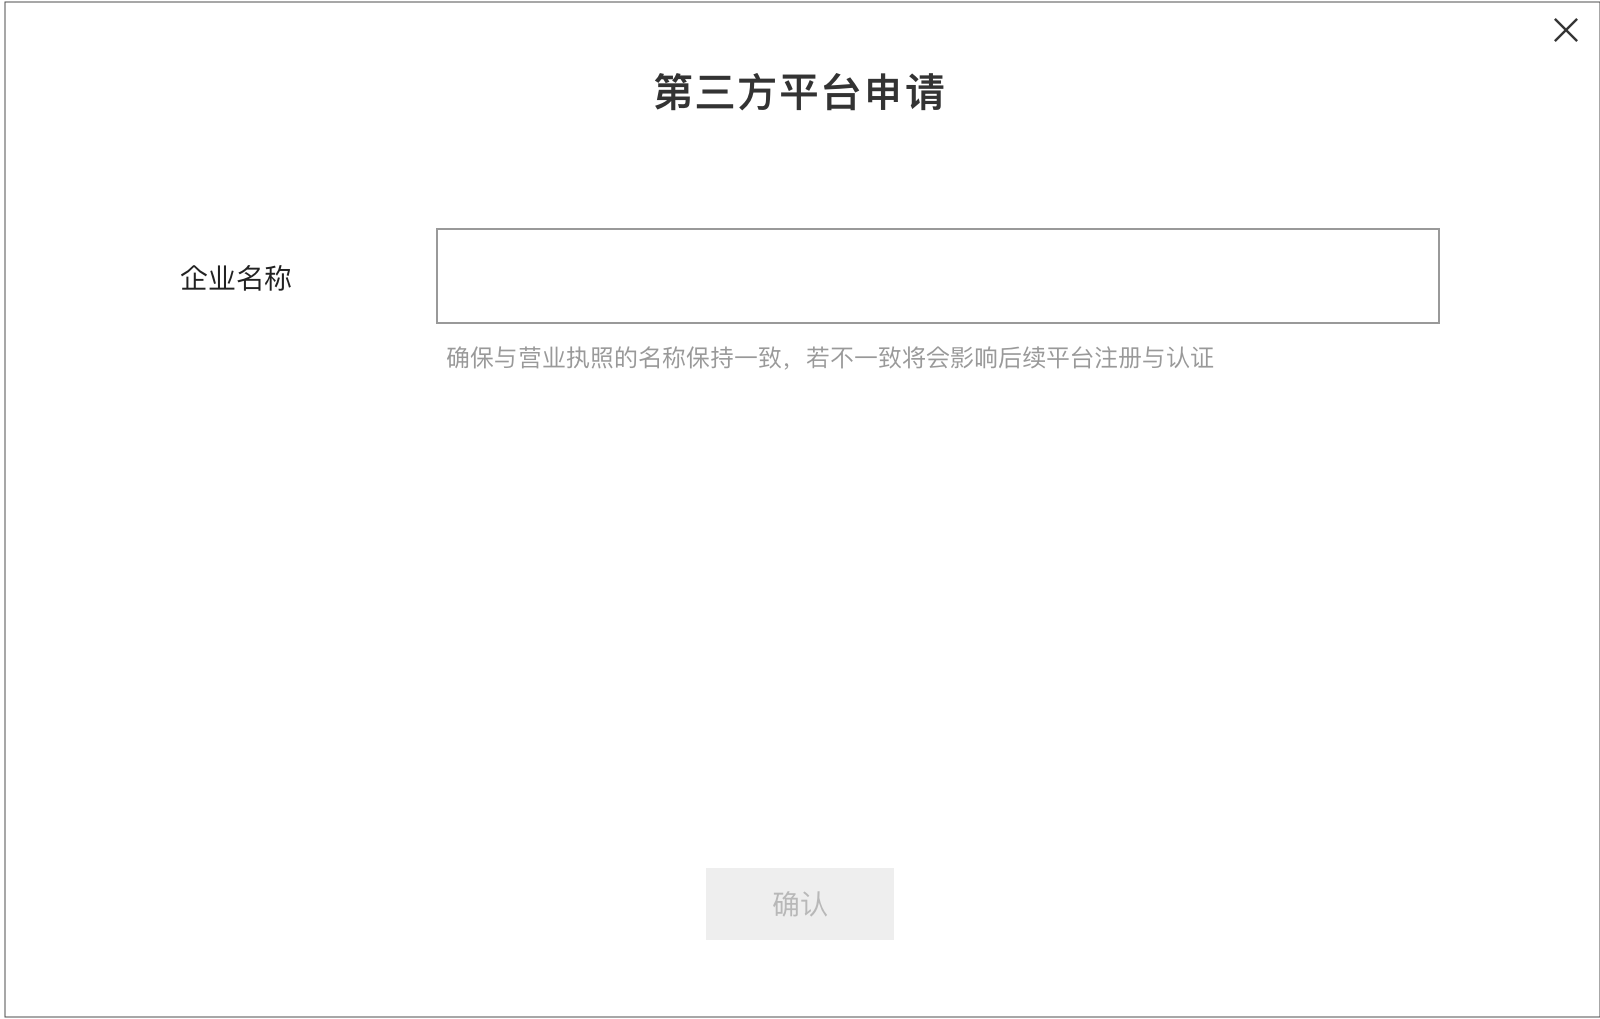 第三方平台申请
企业名称
确保与营业执照的名称保持一致，若不一致将会影响后续平台注册与认证
确认